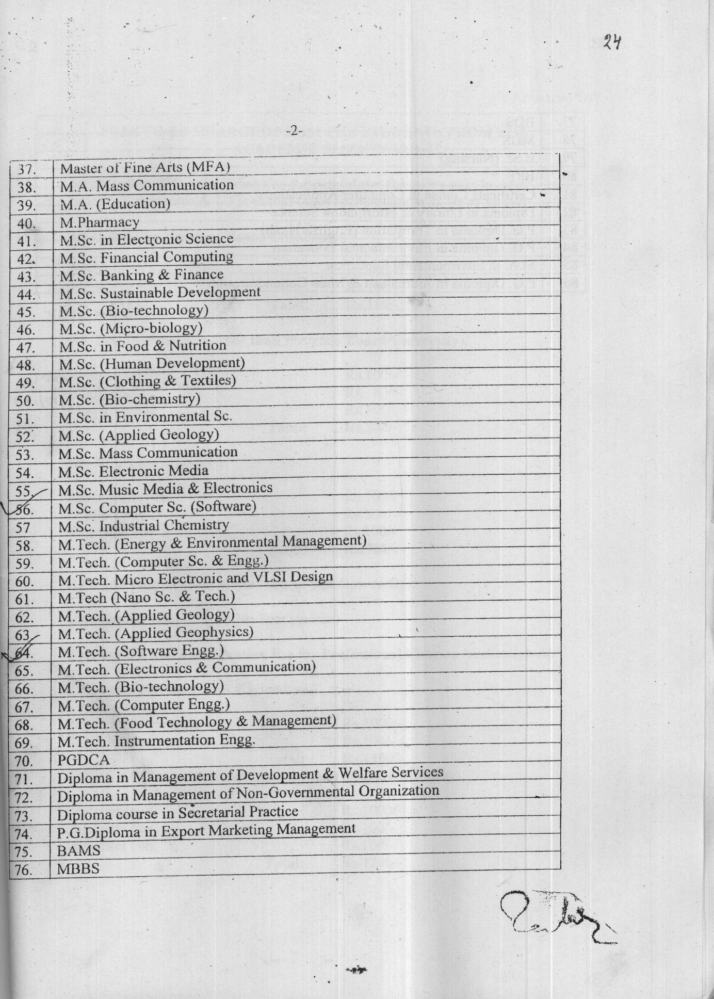 24
-2-
37. Master of Fine Arts (MFA)
38. M.A. Mass Communication
39. M.A. (Education)
40. M.Pharmacy
41. M.Sc. in Electronic Science
42. M.Sc. Financial Computing
43. M.Sc. Banking & Finance
44. M.Sc. Sustainable Development
45. M.Sc. (Bio-technology)
46. M.Sc. (Micro-biology)
47. M.Sc. in Food & Nutrition
48. M.Sc. (Human Development)
49. M.Sc. (Clothing & Textiles)
50. M.Sc. (Bio-chemistry)
51. M.Sc. in Environmental Sc.
52. M.Sc. (Applied Geology)
53. M.Sc. Mass Communication
54. M.Sc. Electronic Media
55. M.Sc. Music Media & Electronics
56. M.Sc. Computer Sc. (Software)
57 M.Sc. Industrial Chemistry
58. M.Tech. (Energy & Environmental Management)
59. M.Tech. (Computer Sc. & Engg.)
60. M.Tech. Micro Electronic and VLSI Design
61. M.Tech (Nano Sc. & Tech.)
62. M.Tech. (Applied Geology)
63. M.Tech. (Applied Geophysics)
64. M.Tech. (Software Engg.)
65. M.Tech. (Electronics & Communication)
66. M.Tech. (Bio-technology)
67. M.Tech. (Computer Engg.)
68. M.Tech. (Food Technology & Management)
69. M.Tech. Instrumentation Engg.
70. PGDCA
71. Diploma in Management of Development & Welfare Services
72. Diploma in Management of Non-Governmental Organization
73. Diploma course in Secretarial Practice
74. P.G.Diploma in Export Marketing Management
75. BAMS
76. MBBS